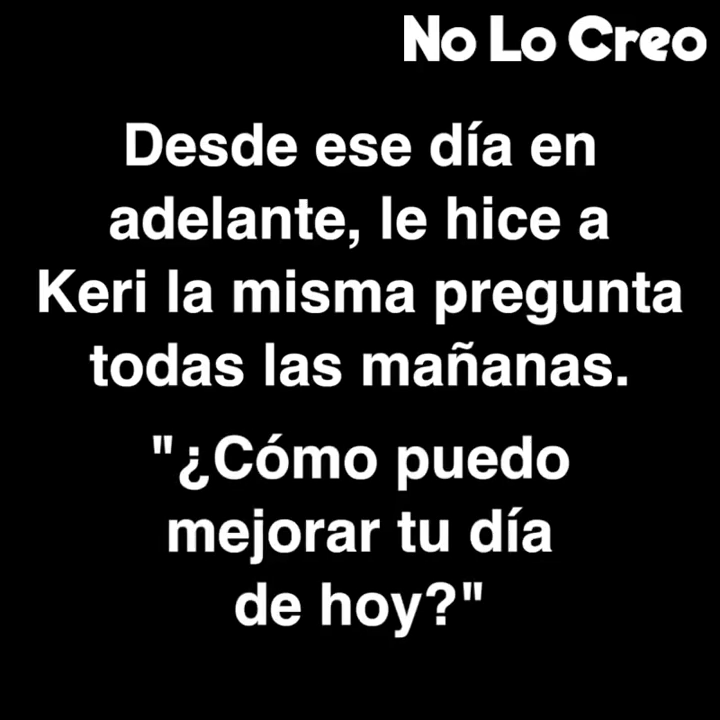 No Lo Creo
Desde ese día en
adelante, le hice a
Keri la misma pregunta
todas las mañanas.
"¿Cómo puedo
mejorar tu día
de hoy?"